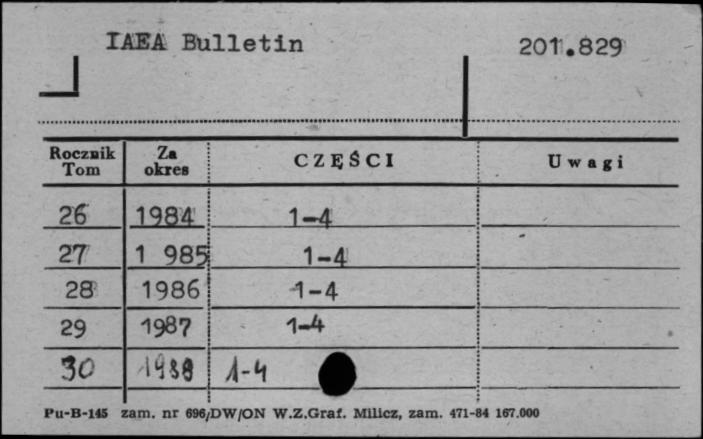 IAEA Bulletin 201.829
Rocznik Tom Za okres CZĘŚCI Uwagi
26 1984 1-4
27 1 985 1-4
28 1986 1-4
29 1987 1-4
30 1988 1-4
Pu-B-145 zam. nr 696/DW/ON W.Z.Graf. Milicz, zam. 471-84 167.000